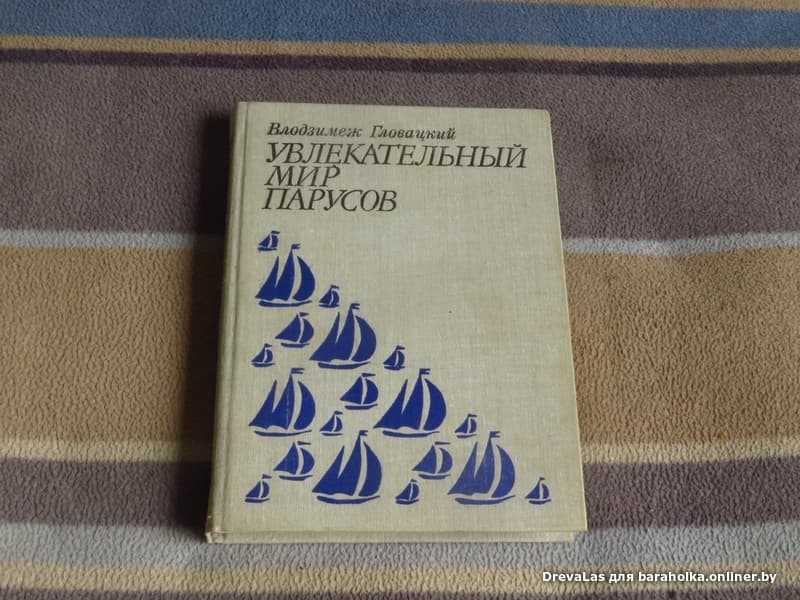 Влодзимеж Гловацкий
УВЛЕКАТЕЛЬНЫЙ
МИР
ПАРУСОВ
DrevaLas для baraholka.onliner.by